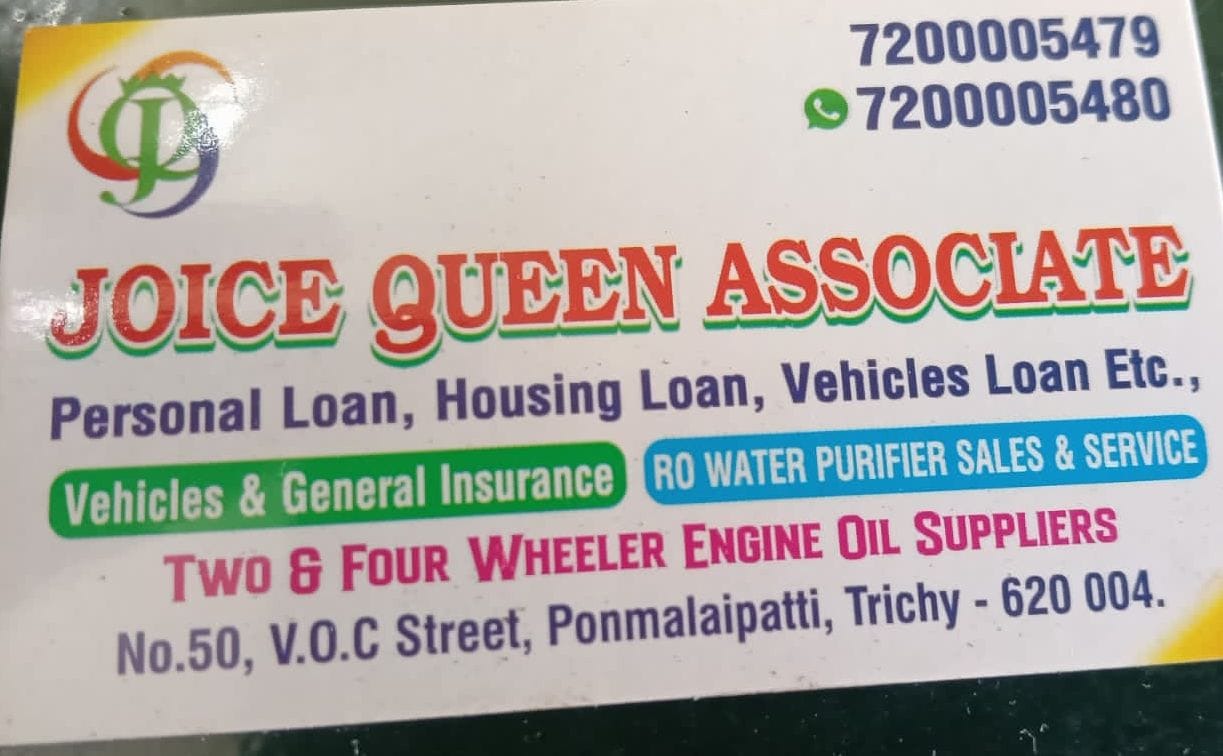 JQ
7200005479
7200005480
JOICE QUEEN ASSOCIATE
Personal Loan, Housing Loan, Vehicles Loan Etc.,
Vehicles & General Insurance
RO WATER PURIFIER SALES & SERVICE
TWO & FOUR WHEELER ENGINE OIL SUPPLIERS
No.50, V.O.C Street, Ponmalaipatti, Trichy - 620 004.